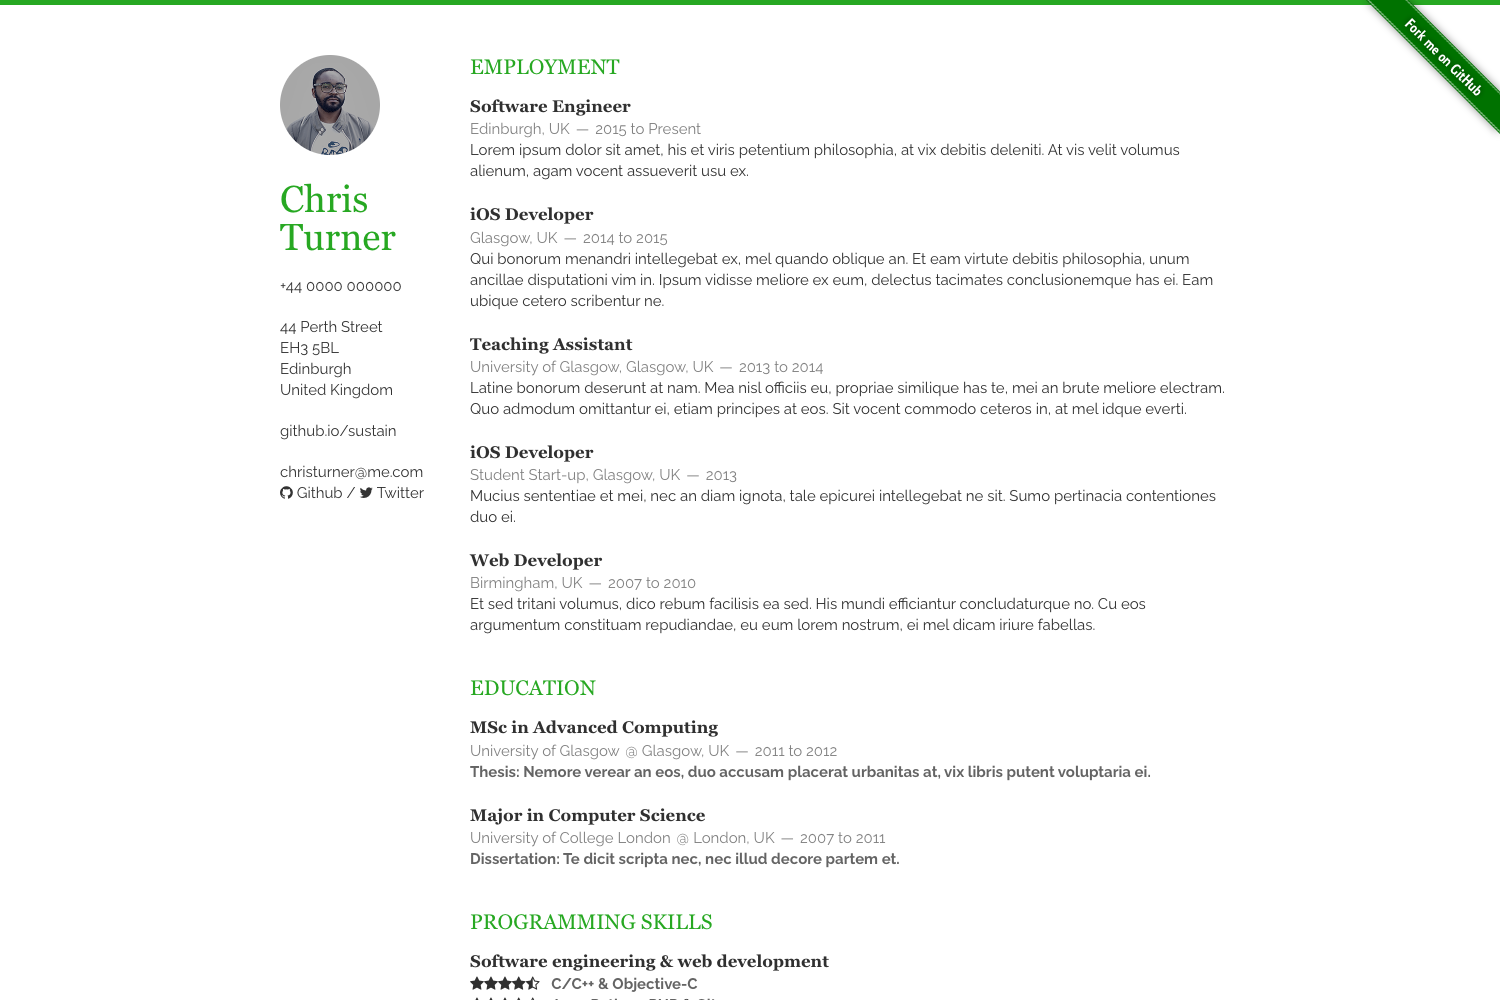 Fork me on GitHub
Chris
Turner
+44 0000 000000
44 Perth Street
EH3 5BL
Edinburgh
United Kingdom
github.io/sustain
christurner@me.com
Github / Twitter
EMPLOYMENT
Software Engineer
Edinburgh, UK — 2015 to Present
Lorem ipsum dolor sit amet, his et viris petentium philosophia, at vix debitis deleniti. At vis velit volumus
alienum, agam vocent assueverit usu ex.
iOS Developer
Glasgow, UK — 2014 to 2015
Qui bonorum menandri intellegebat ex, mel quando oblique an. Et eam virtute debitis philosophia, unum
ancillae disputationi vim in. Ipsum vidisse meliore ex eum, delectus tacimates conclusionemque has ei. Eam
ubique cetero scribentur ne.
Teaching Assistant
University of Glasgow, Glasgow, UK — 2013 to 2014
Latine bonorum deserunt at nam. Mea nisl officiis eu, propriae similique has te, mei an brute meliore electram.
Quo admodum omittantur ei, etiam principes at eos. Sit vocent commodo ceteros in, at mel idque everti.
iOS Developer
Student Start-up, Glasgow, UK — 2013
Mucius sententiae et mei, nec an diam ignota, tale epicurei intellegebat ne sit. Sumo pertinacia contentiones
duo ei.
Web Developer
Birmingham, UK — 2007 to 2010
Et sed tritani volumus, dico rebum facilisis ea sed. His mundi efficiantur concludaturque no. Cu eos
argumentum constituam repudiandae, eu eum lorem nostrum, ei mel dicam iriure fabellas.
EDUCATION
MSc in Advanced Computing
University of Glasgow @ Glasgow, UK — 2011 to 2012
Thesis: Nemore verear an eos, duo accusam placerat urbanitas at, vix libris putent voluptaria ei.
Major in Computer Science
University of College London @ London, UK — 2007 to 2011
Dissertation: Te dicit scripta nec, nec illud decore partem et.
PROGRAMMING SKILLS
Software engineering & web development
C/C++ & Objective-C